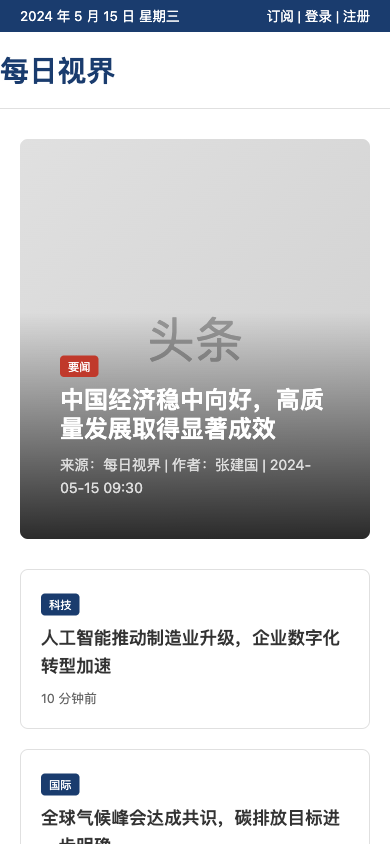 2024 年 5 月 15 日 星期三
订阅 | 登录 | 注册
每日视界
头条
要闻
中国经济稳中向好，高质
量发展取得显著成效
来源：每日视界 | 作者：张建国 | 2024-
05-15 09:30
科技
人工智能推动制造业升级，企业数字化
转型加速
10 分钟前
国际
全球气候峰会达成共识，碳排放目标进
一步明确